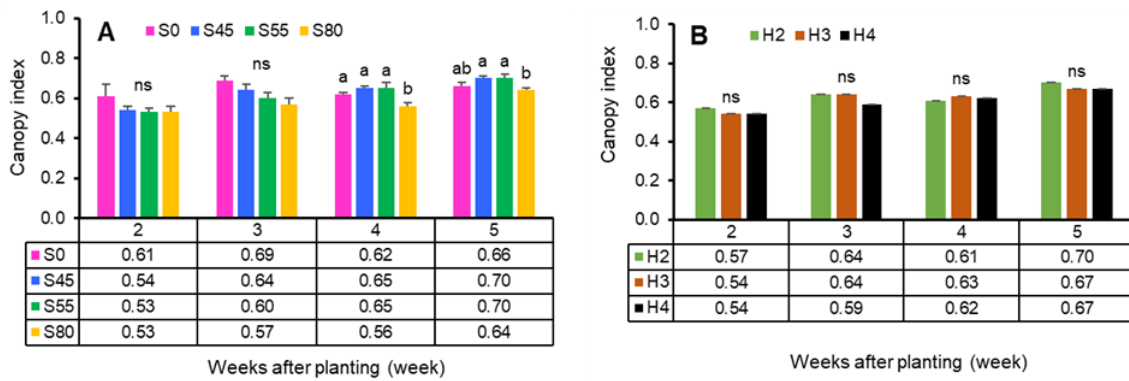 A
S0 S45 S55 S80
Canopy index
1.0
0.8
0.6
0.4
0.2
0.0
ns ns a a a b ab a a b
2 3 4 5
S0 0.61 0.69 0.62 0.66
S45 0.54 0.64 0.65 0.70
S55 0.53 0.60 0.65 0.70
S80 0.53 0.57 0.56 0.64
Weeks after planting (week)
B
H2 H3 H4
Canopy index
1.0
0.8
0.6
0.4
0.2
0.0
ns ns ns ns
2 3 4 5
H2 0.57 0.64 0.61 0.70
H3 0.54 0.64 0.63 0.67
H4 0.54 0.59 0.62 0.67
Weeks after planting (week)